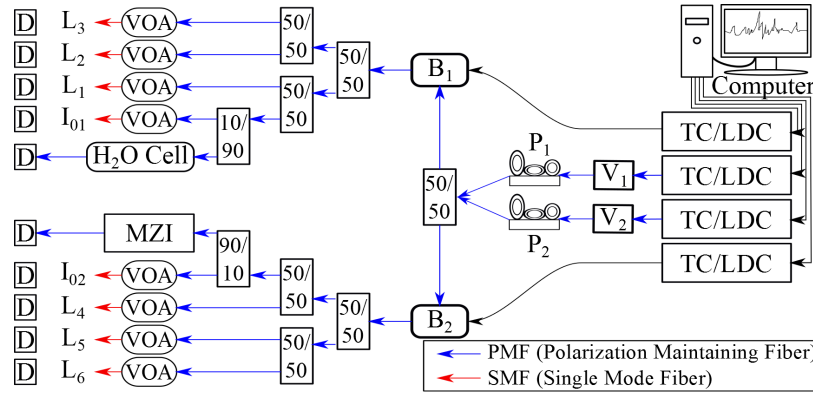 D L₃ VOA 50/50
D L₂ VOA 50/50
D L₁ VOA 50/50
D I₀₁ VOA 10/90
D H₂O Cell
B₁
Computer
TC/LDC
P₁ V₁ TC/LDC
50/50
P₂ V₂ TC/LDC
TC/LDC
D MZI 90/10
D I₀₂ VOA 50/50
D L₄ VOA 50/50
B₂
D L₅ VOA 50/50
D L₆ VOA
PMF (Polarization Maintaining Fiber)
SMF (Single Mode Fiber)